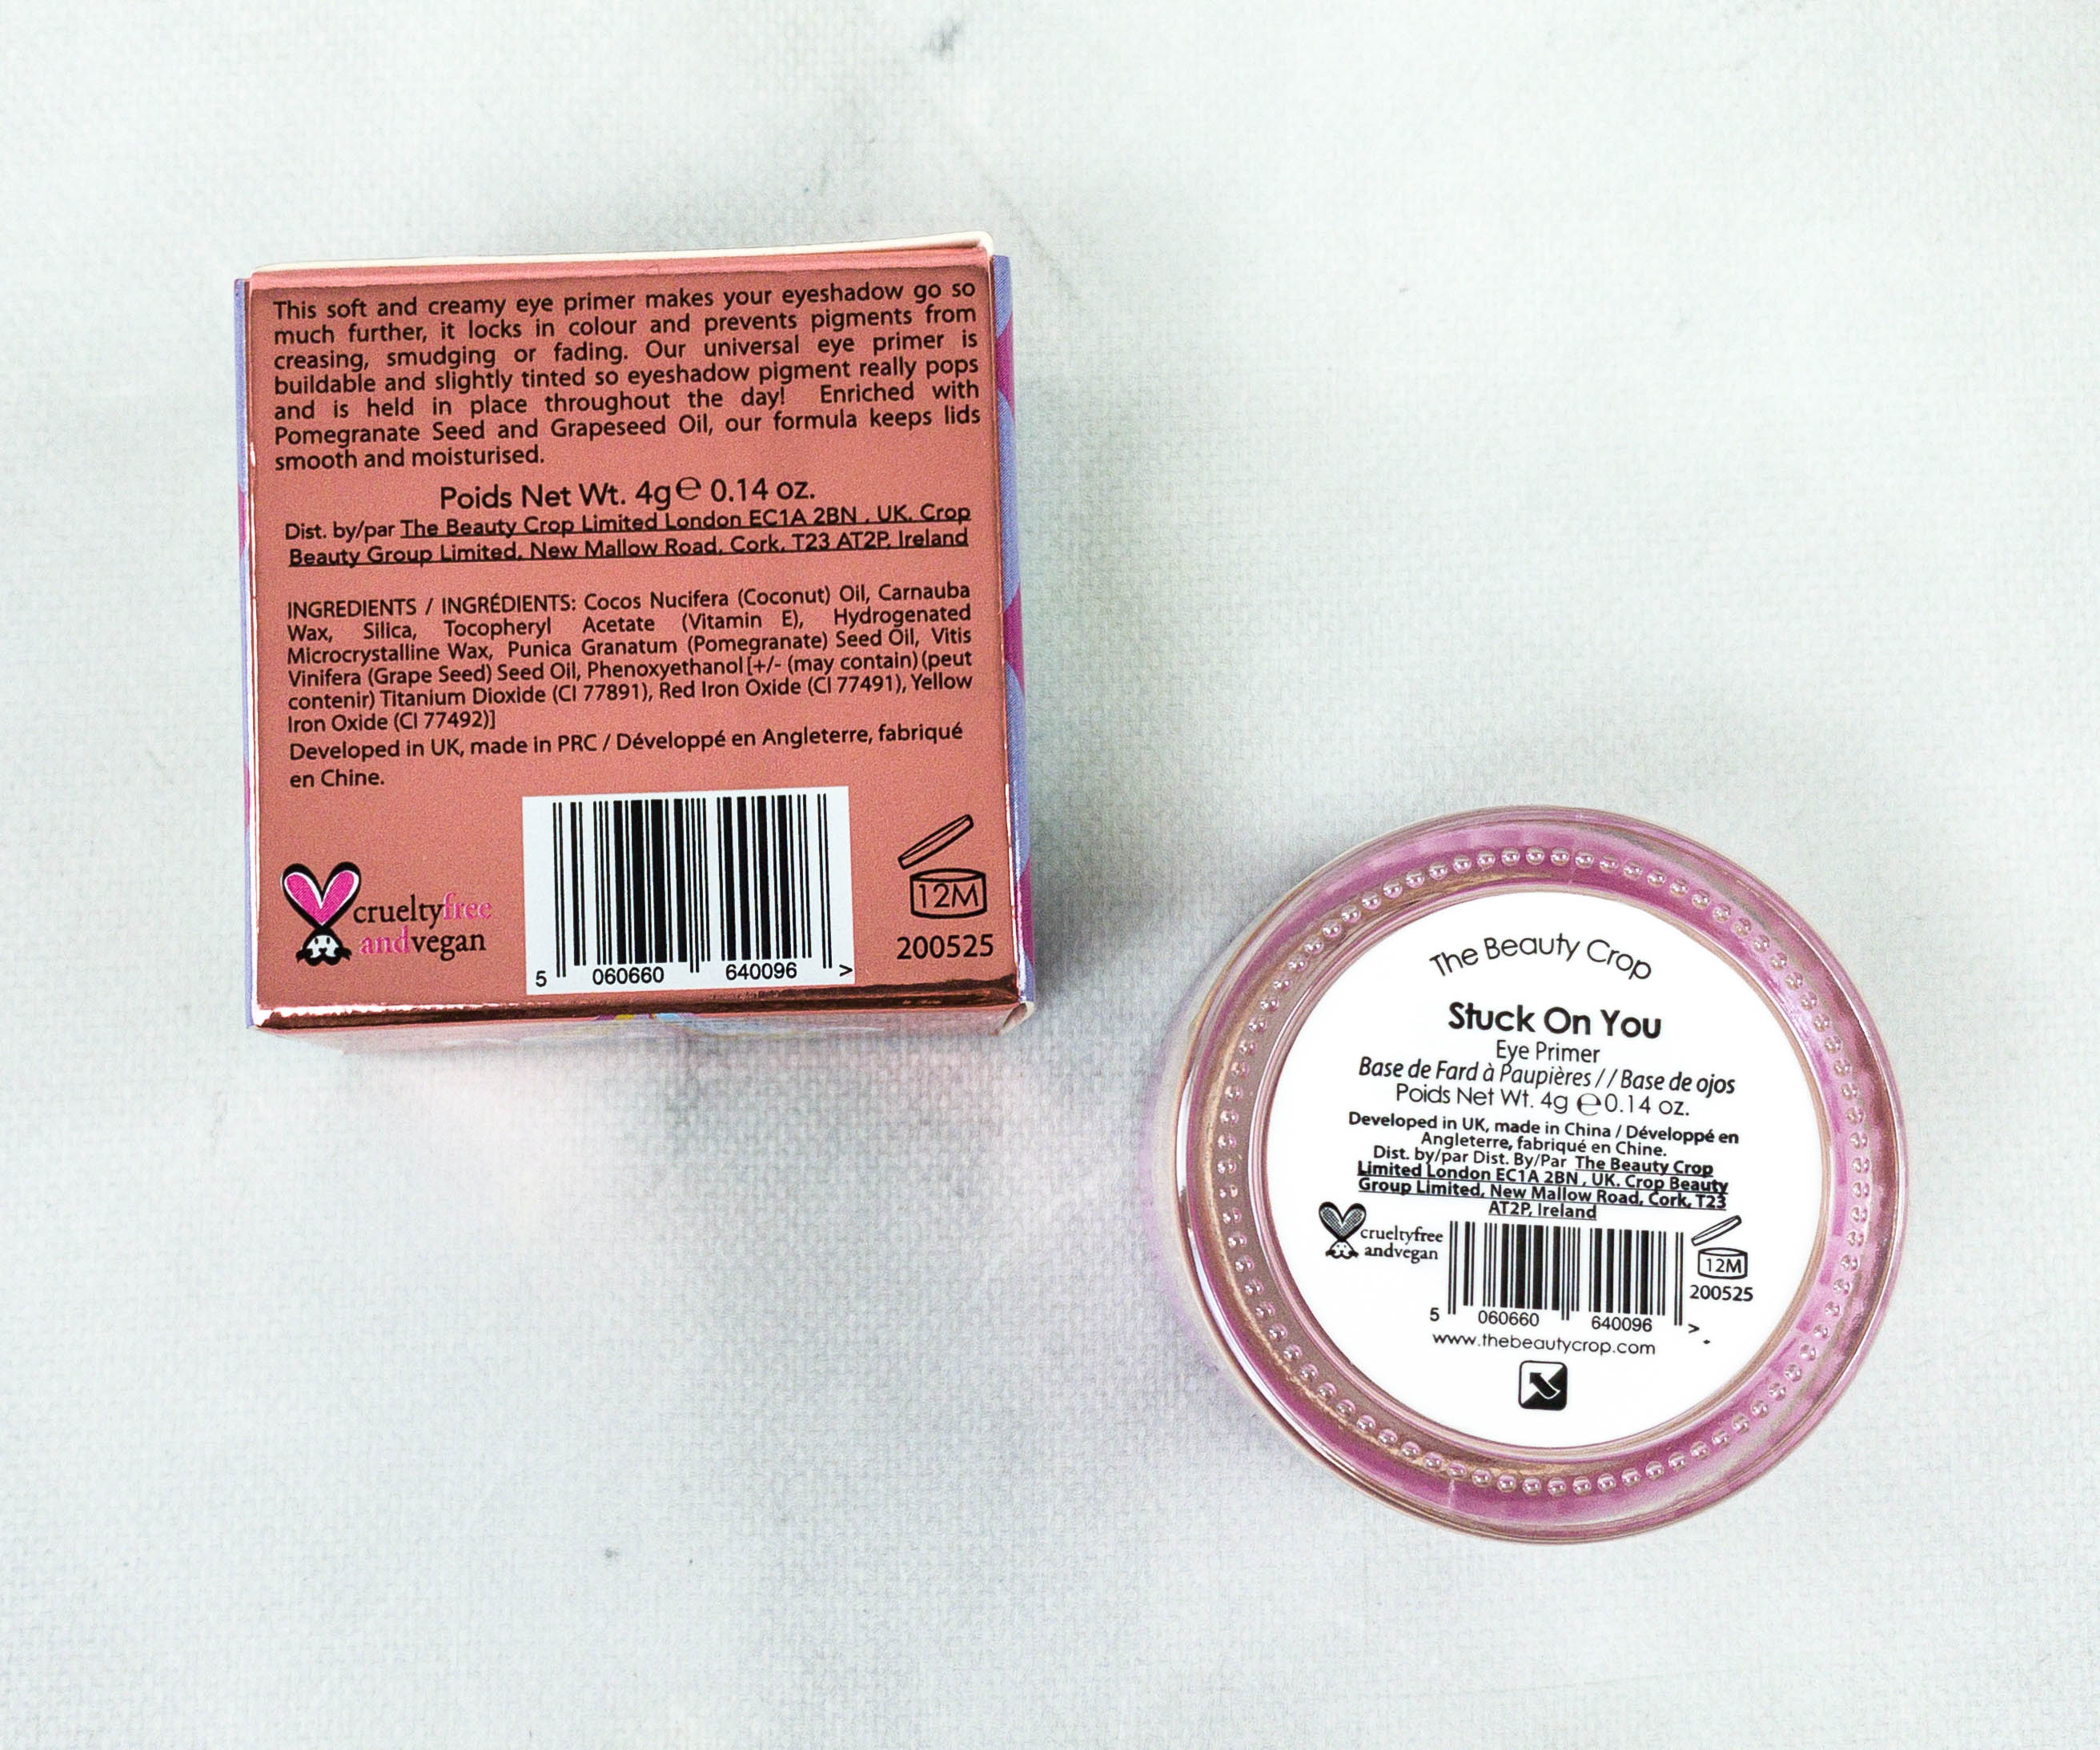 This soft and creamy eye primer makes your eyeshadow go so
much further, it locks in colour and prevents pigments from
creasing, smudging or fading. Our universal eye primer is
buildable and slightly tinted so eyeshadow pigment really pops
and is held in place throughout the day! Enriched with
Pomegranate Seed and Grapeseed Oil, our formula keeps lids
smooth and moisturised.
Poids Net Wt. 4g℮ 0.14 oz.
Dist. by/par The Beauty Crop Limited London EC1A 2BN , UK. Crop
Beauty Group Limited, New Mallow Road, Cork, T23 AT2P, Ireland
INGREDIENTS / INGRÉDIENTS: Cocos Nucifera (Coconut) Oil, Carnauba
Wax, Silica, Tocopheryl Acetate (Vitamin E), Hydrogenated
Microcrystalline Wax, Punica Granatum (Pomegranate) Seed Oil, Vitis
Vinifera (Grape Seed) Seed Oil, Phenoxyethanol [+/- (may contain) (peut
contenir) Titanium Dioxide (CI 77891), Red Iron Oxide (CI 77491), Yellow
Iron Oxide (CI 77492)]
Developed in UK, made in PRC / Développé en Angleterre, fabriqué
en Chine.
crueltyfree
andvegan
5 060660 640096 >
12M
200525
The Beauty Crop
Stuck On You
Eye Primer
Base de Fard à Paupières // Base de ojos
Poids Net Wt. 4g ℮0.14 oz.
Developed in UK, made in China / Développé en
Angleterre, fabriqué en Chine.
Dist. by/par Dist. By/Par The Beauty Crop
Limited London EC1A 2BN , UK. Crop Beauty
Group Limited, New Mallow Road, Cork, T23
AT2P, Ireland
crueltyfree
andvegan
12M
200525
5 060660 640096 >
www.thebeautycrop.com